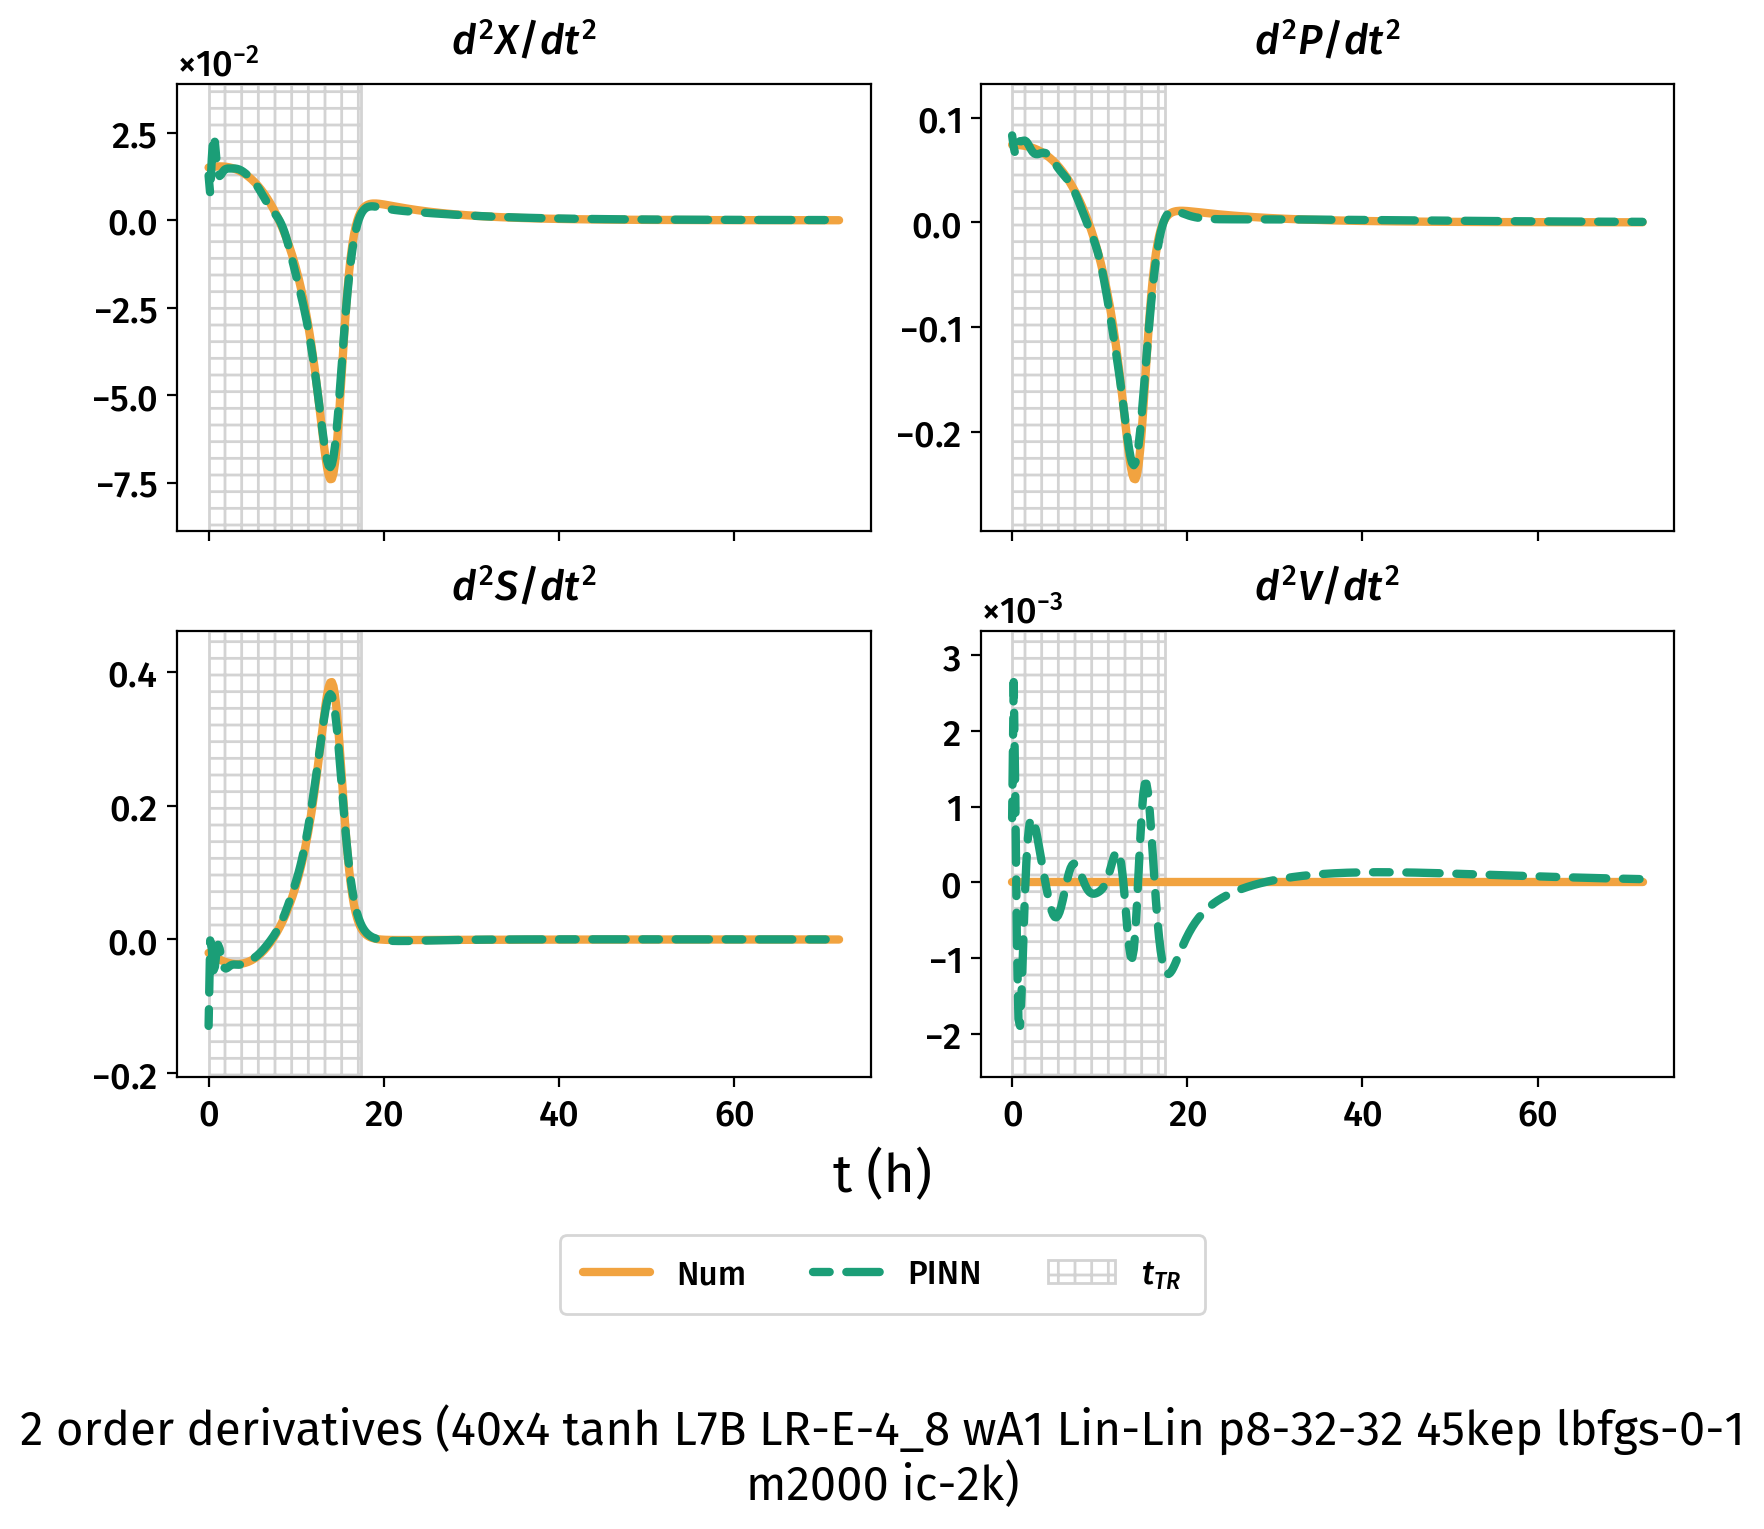 d²X/dt²
×10⁻²
2.5
0.0
−2.5
−5.0
−7.5
d²P/dt²
0.1
0.0
−0.1
−0.2
d²S/dt²
0.4
0.2
0.0
−0.2
0 20 40 60
d²V/dt²
×10⁻³
3
2
1
0
−1
−2
0 20 40 60
t (h)
Num PINN t_TR
2 order derivatives (40x4 tanh L7B LR-E-4_8 wA1 Lin-Lin p8-32-32 45kep lbfgs-0-1
m2000 ic-2k)